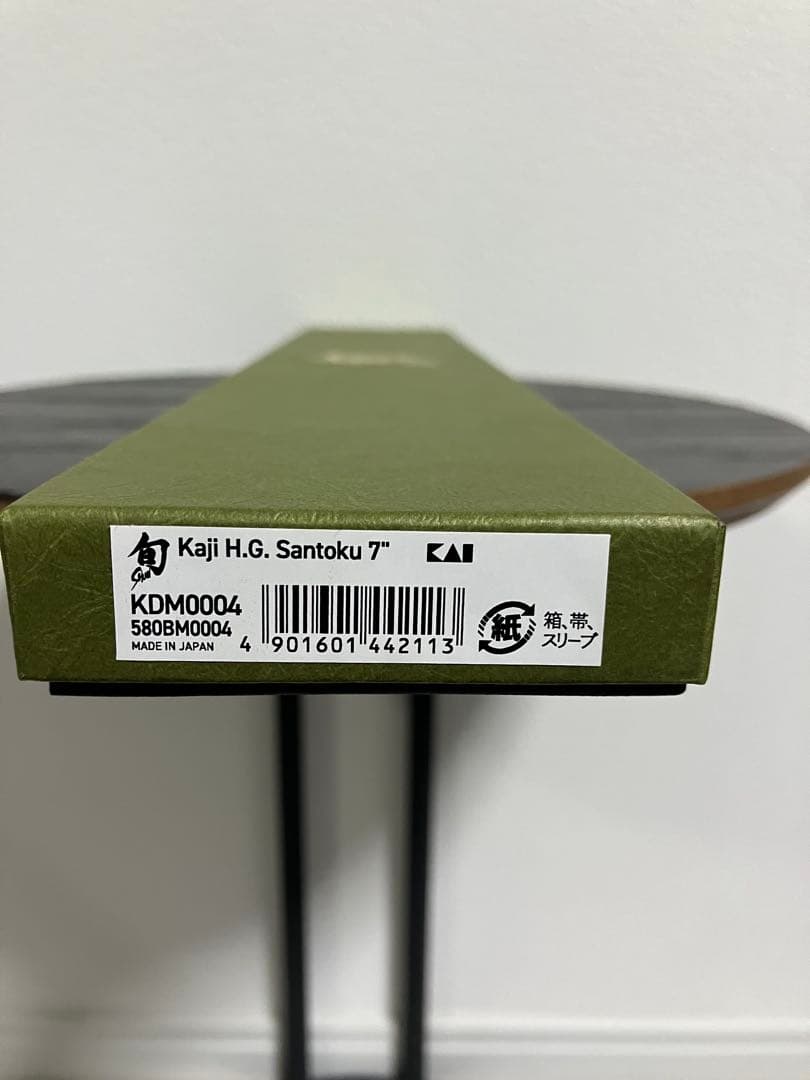 旬 Kaji H.G. Santoku 7" KAI
Shun
KDM0004
580BM0004
MADE IN JAPAN
4 901601 442113
紙
箱、帯、
スリーブ